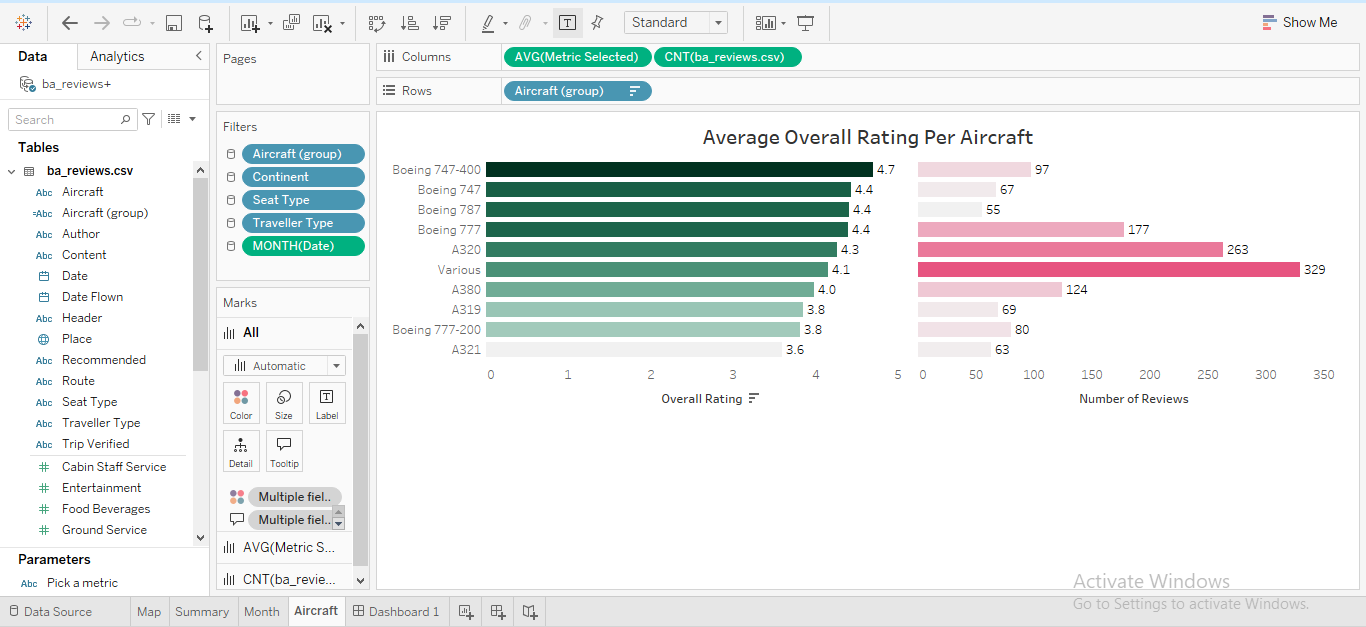 Standard
Show Me
Data
Analytics
ba_reviews+
Search
Tables
ba_reviews.csv
Abc Aircraft
=Abc Aircraft (group)
Abc Author
Abc Content
Date
Date Flown
Abc Header
Place
Abc Recommended
Abc Route
Abc Seat Type
Abc Traveller Type
Abc Trip Verified
# Cabin Staff Service
# Entertainment
# Food Beverages
# Ground Service
Parameters
Abc Pick a metric
Pages
Filters
Aircraft (group)
Continent
Seat Type
Traveller Type
MONTH(Date)
Marks
All
Automatic
Color
Size
T
Label
Detail
Tooltip
Multiple fiel..
Multiple fiel..
AVG(Metric S...
CNT(ba_revie...
Columns
AVG(Metric Selected)
CNT(ba_reviews.csv)
Rows
Aircraft (group)
Average Overall Rating Per Aircraft
Boeing 747-400 4.7 97
Boeing 747 4.4 67
Boeing 787 4.4 55
Boeing 777 4.4 177
A320 4.3 263
Various 4.1 329
A380 4.0 124
A319 3.8 69
Boeing 777-200 3.8 80
A321 3.6 63
0 1 2 3 4 5 0 50 100 150 200 250 300 350
Overall Rating
Number of Reviews
Activate Windows
Go to Settings to activate Windows.
Data Source
Map
Summary
Month
Aircraft
Dashboard 1